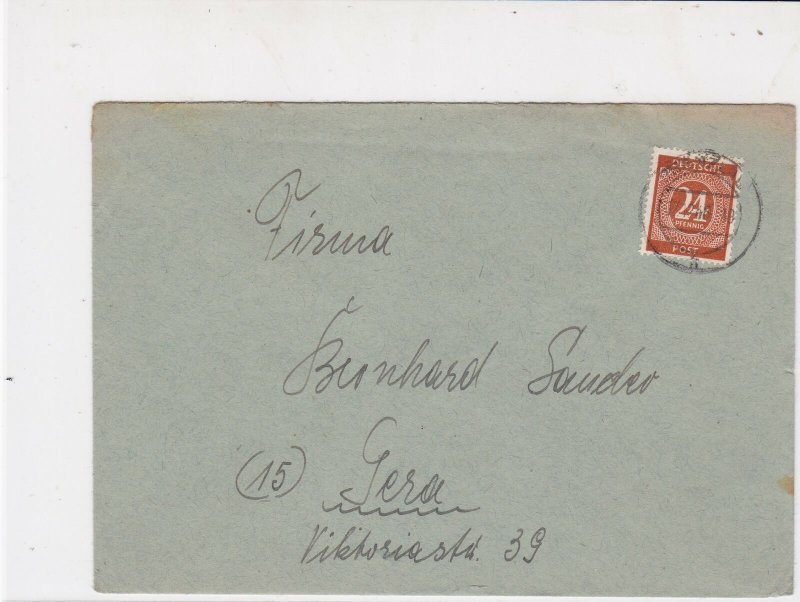 DEUTSCHE
24
PFENNIG
POST
Firma
Bernhard Sander
(15) Gera
Viktoriastr. 39